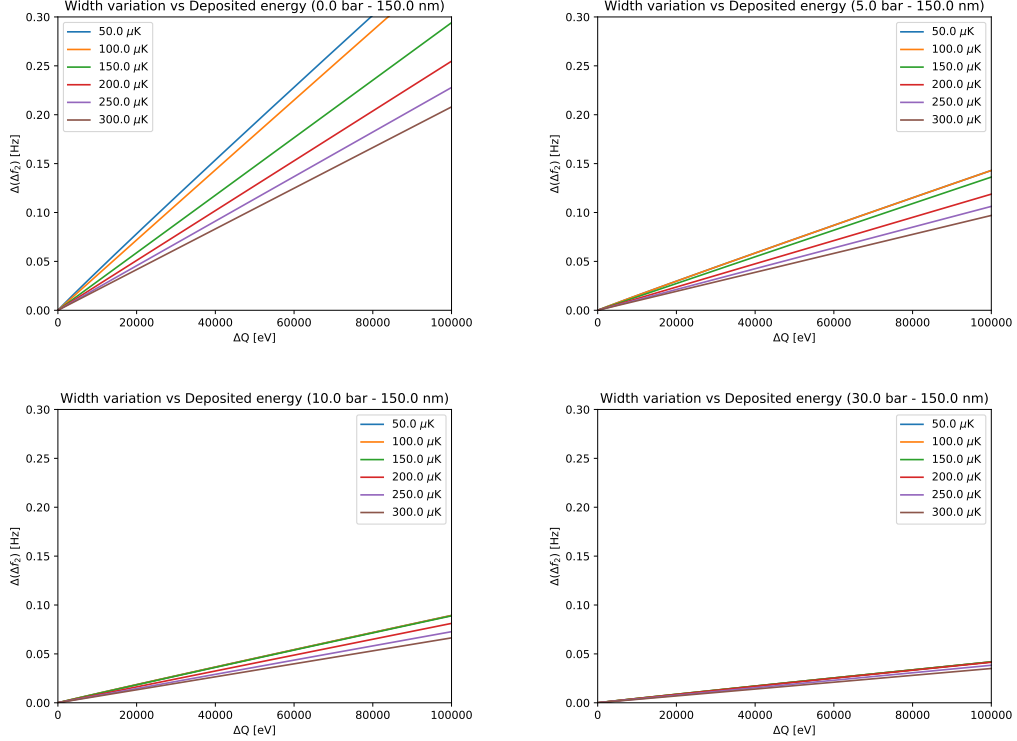 Width variation vs Deposited energy (0.0 bar - 150.0 nm)
0.30
0.25
0.20
0.15
0.10
0.05
0.00
Δ(Δf₂) [Hz]
50.0 μK
100.0 μK
150.0 μK
200.0 μK
250.0 μK
300.0 μK
0 20000 40000 60000 80000 100000
ΔQ [eV]
Width variation vs Deposited energy (5.0 bar - 150.0 nm)
0.30
0.25
0.20
0.15
0.10
0.05
0.00
Δ(Δf₂) [Hz]
50.0 μK
100.0 μK
150.0 μK
200.0 μK
250.0 μK
300.0 μK
0 20000 40000 60000 80000 100000
ΔQ [eV]
Width variation vs Deposited energy (10.0 bar - 150.0 nm)
0.30
0.25
0.20
0.15
0.10
0.05
0.00
Δ(Δf₂) [Hz]
50.0 μK
100.0 μK
150.0 μK
200.0 μK
250.0 μK
300.0 μK
0 20000 40000 60000 80000 100000
ΔQ [eV]
Width variation vs Deposited energy (30.0 bar - 150.0 nm)
0.30
0.25
0.20
0.15
0.10
0.05
0.00
Δ(Δf₂) [Hz]
50.0 μK
100.0 μK
150.0 μK
200.0 μK
250.0 μK
300.0 μK
0 20000 40000 60000 80000 100000
ΔQ [eV]